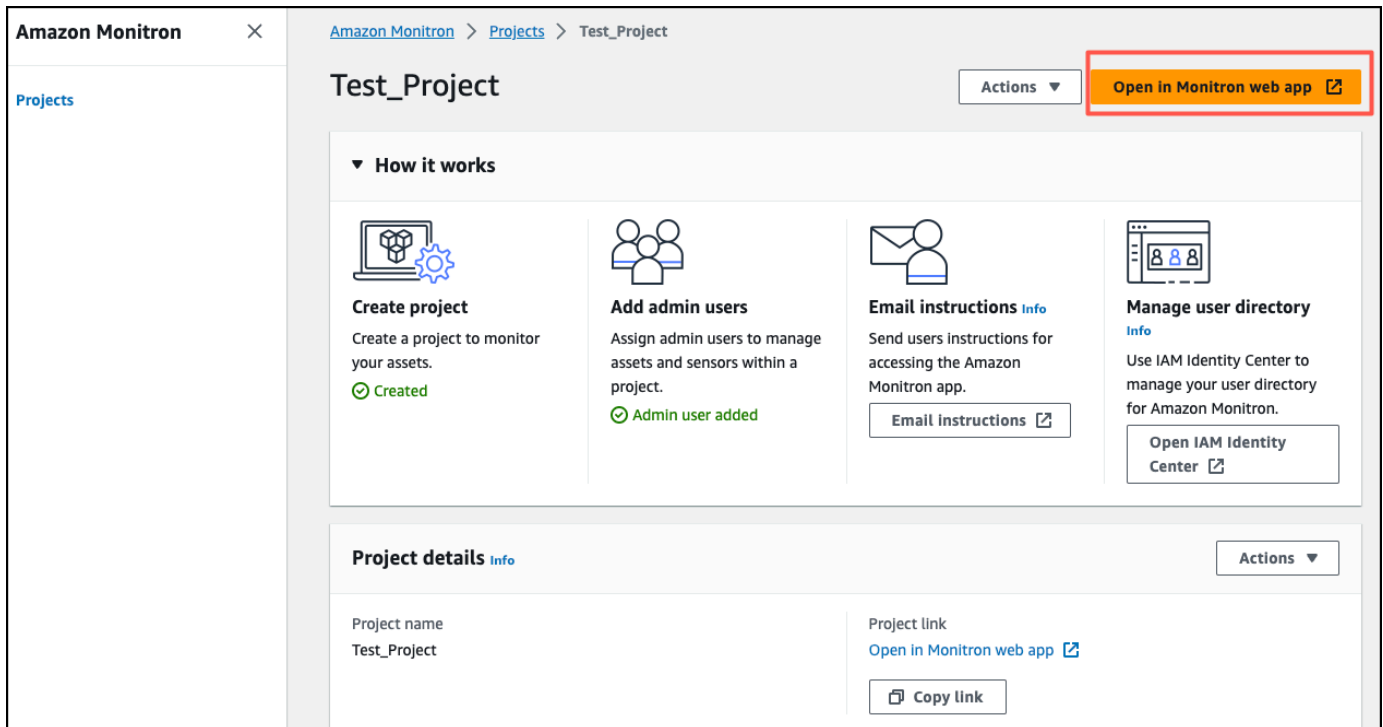 Amazon Monitron
Projects
Amazon Monitron > Projects > Test_Project
Test_Project
Actions
Open in Monitron web app
How it works
Create project
Create a project to monitor
your assets.
Created
Add admin users
Assign admin users to manage
assets and sensors within a
project.
Admin user added
Email instructions Info
Send users instructions for
accessing the Amazon
Monitron app.
Email instructions
Manage user directory
Info
Use IAM Identity Center to
manage your user directory
for Amazon Monitron.
Open IAM Identity
Center
Project details Info
Actions
Project name
Test_Project
Project link
Open in Monitron web app
Copy link